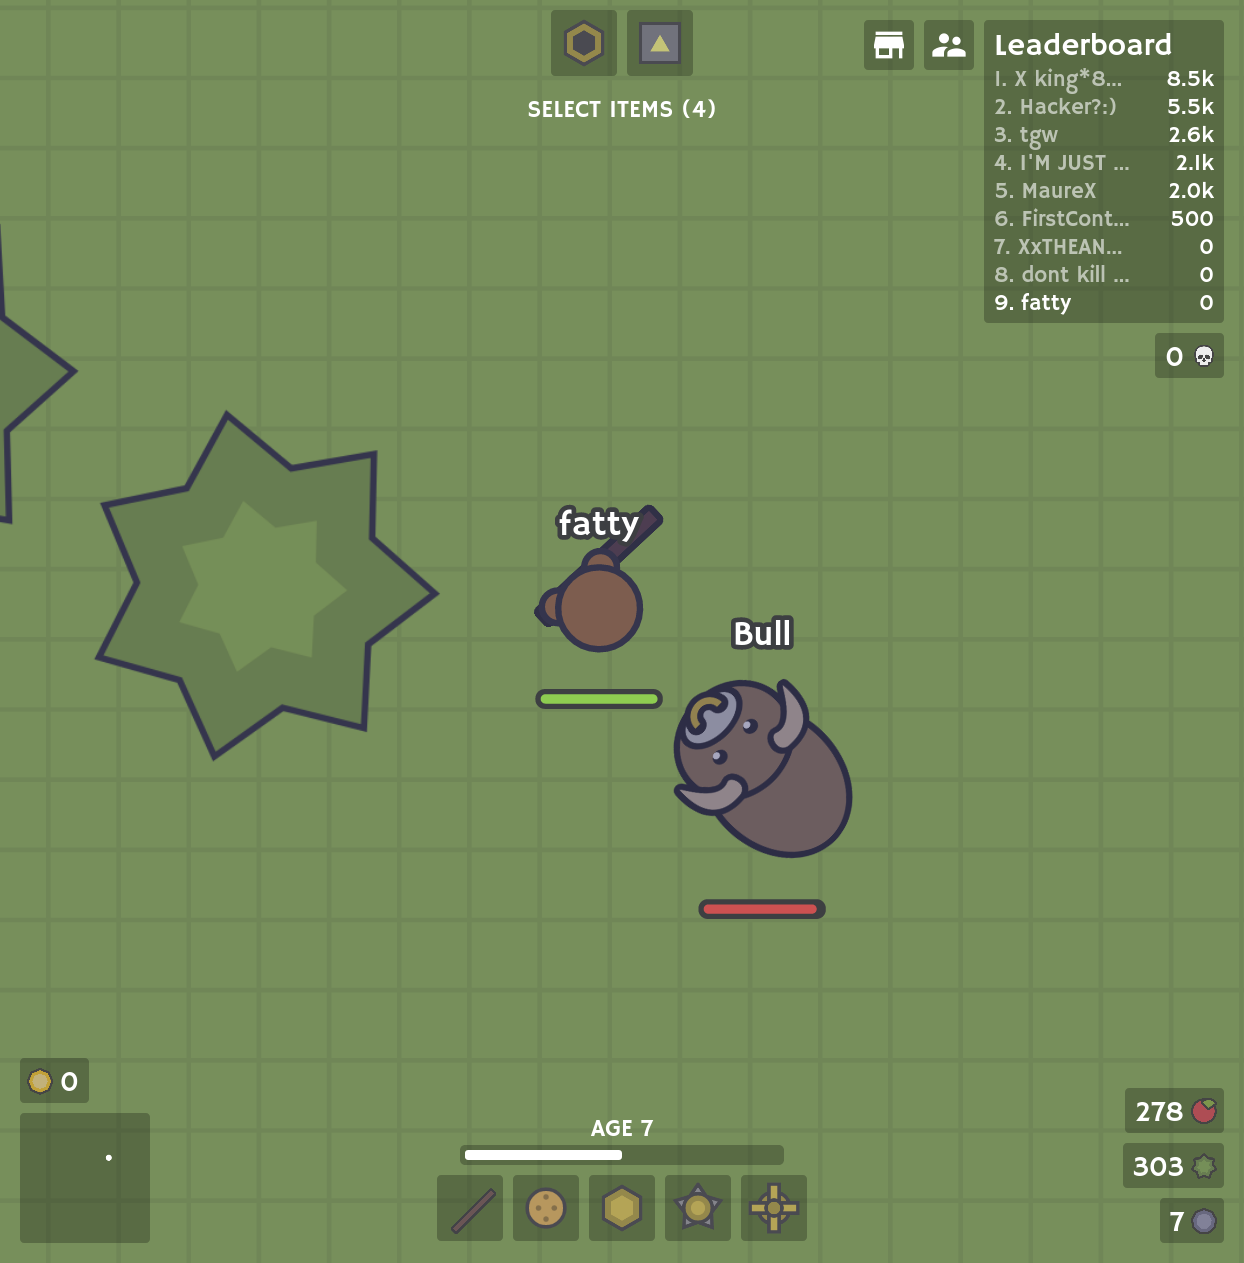 SELECT ITEMS (4)
Leaderboard
1. X king*8... 8.5k
2. Hacker?:) 5.5k
3. tgw 2.6k
4. I'M JUST ... 2.1k
5. MaureX 2.0k
6. FirstCont... 500
7. XxTHEAN... 0
8. dont kill ... 0
9. fatty 0
0
fatty
Bull
0
AGE 7
278
303
7